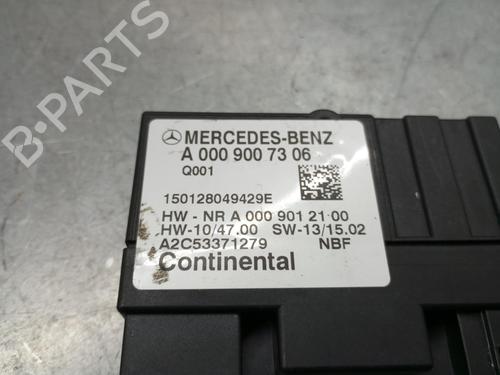 MERCEDES-BENZ
A 000 900 73 06
Q001
150128049429E
HW - NR A 000 901 21 00
HW-10/47.00 SW-13/15.02
A2C53371279 NBF
Continental
B-PARTS